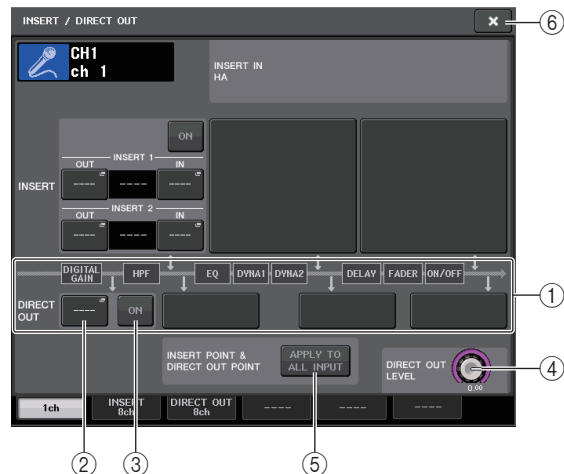 INSERT / DIRECT OUT
×
⑥
CH1
ch 1
INSERT IN
HA
ON
INSERT 1
OUT
IN
----
----
----
INSERT
INSERT 2
OUT
IN
----
----
----
DIGITAL GAIN
HPF
EQ
DYNA1
DYNA2
DELAY
FADER
ON/OFF
①
DIRECT OUT
----
ON
INSERT POINT &
DIRECT OUT POINT
APPLY TO
ALL INPUT
DIRECT OUT
LEVEL
0.00
④
1ch
INSERT
8ch
DIRECT OUT
8ch
----
----
----
②
③
⑤